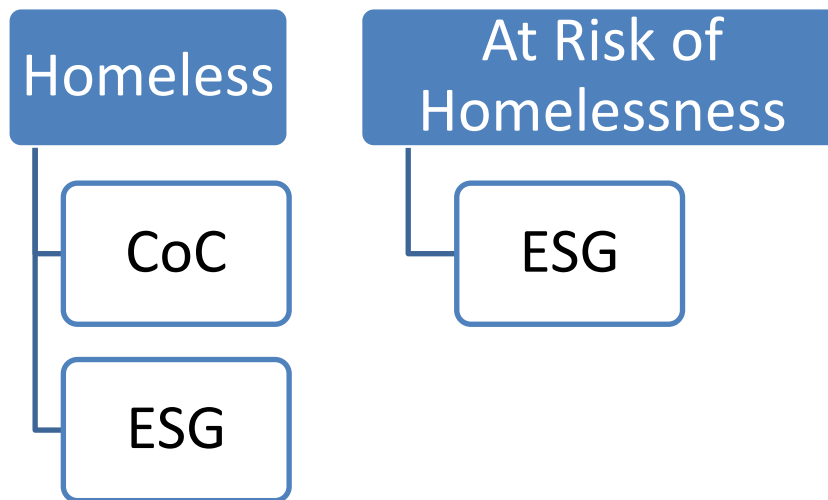 Homeless
CoC
ESG
At Risk of
Homelessness
ESG